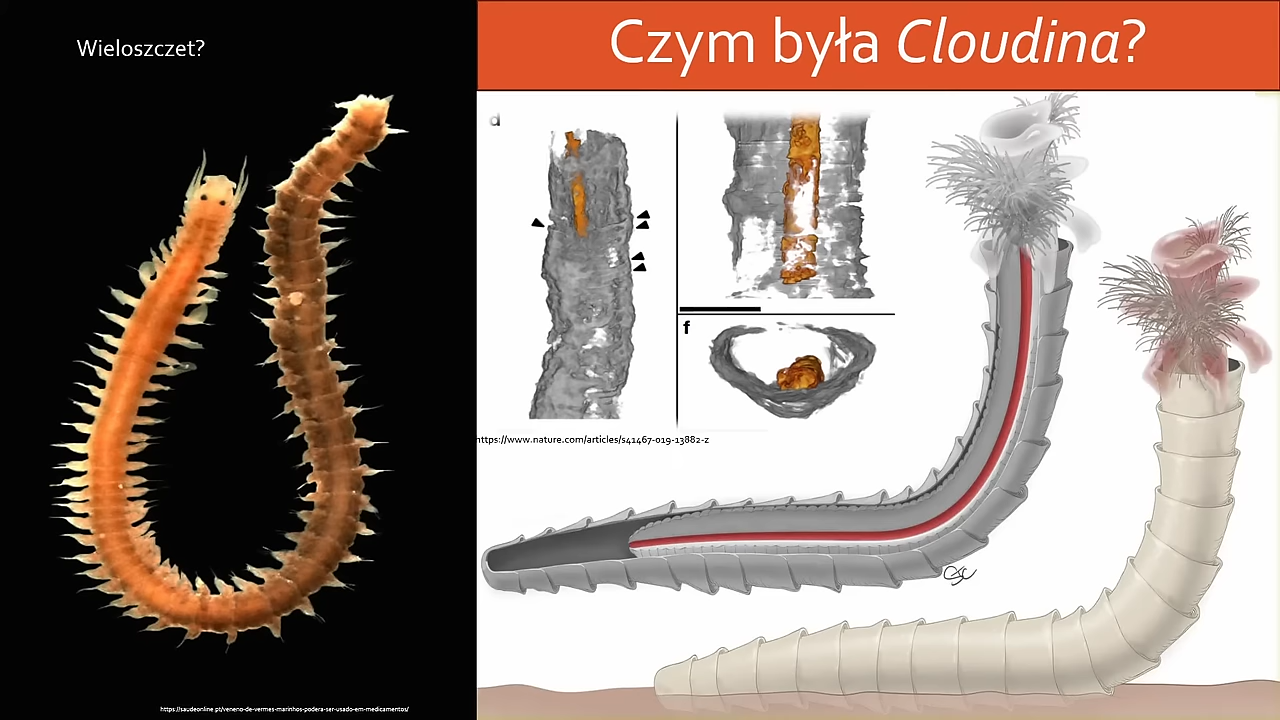 Wieloszczet?
Czym była Cloudina?
d
f
https://www.nature.com/articles/s41467-019-13882-z
https://saudeonline.pt/veneno-de-vermes-marinhos-podera-ser-usado-em-medicamentos/